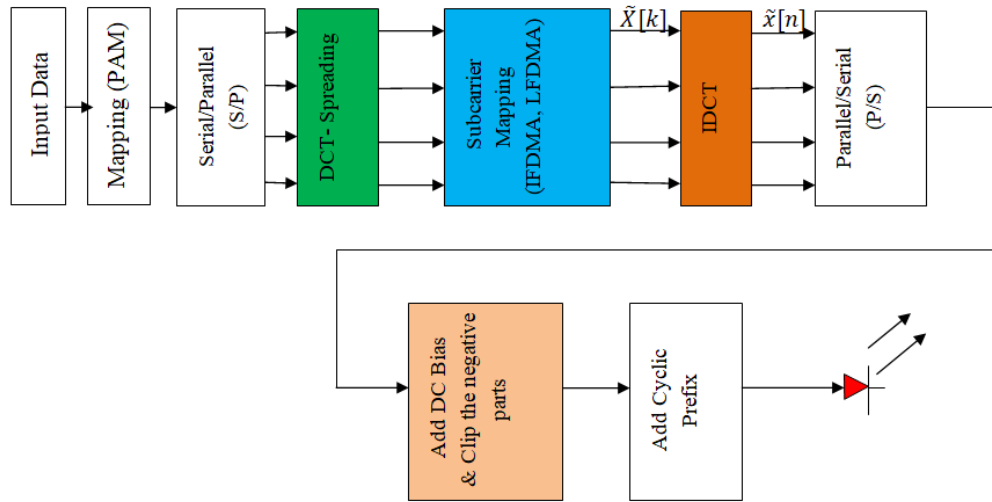 Input Data
Mapping (PAM)
Serial/Parallel
(S/P)
DCT- Spreading
Subcarrier
Mapping
(IFDMA, LFDMA)
X̃[k]
IDCT
x̃[n]
Parallel/Serial
(P/S)
Add DC Bias
& Clip the negative
parts
Add Cyclic
Prefix